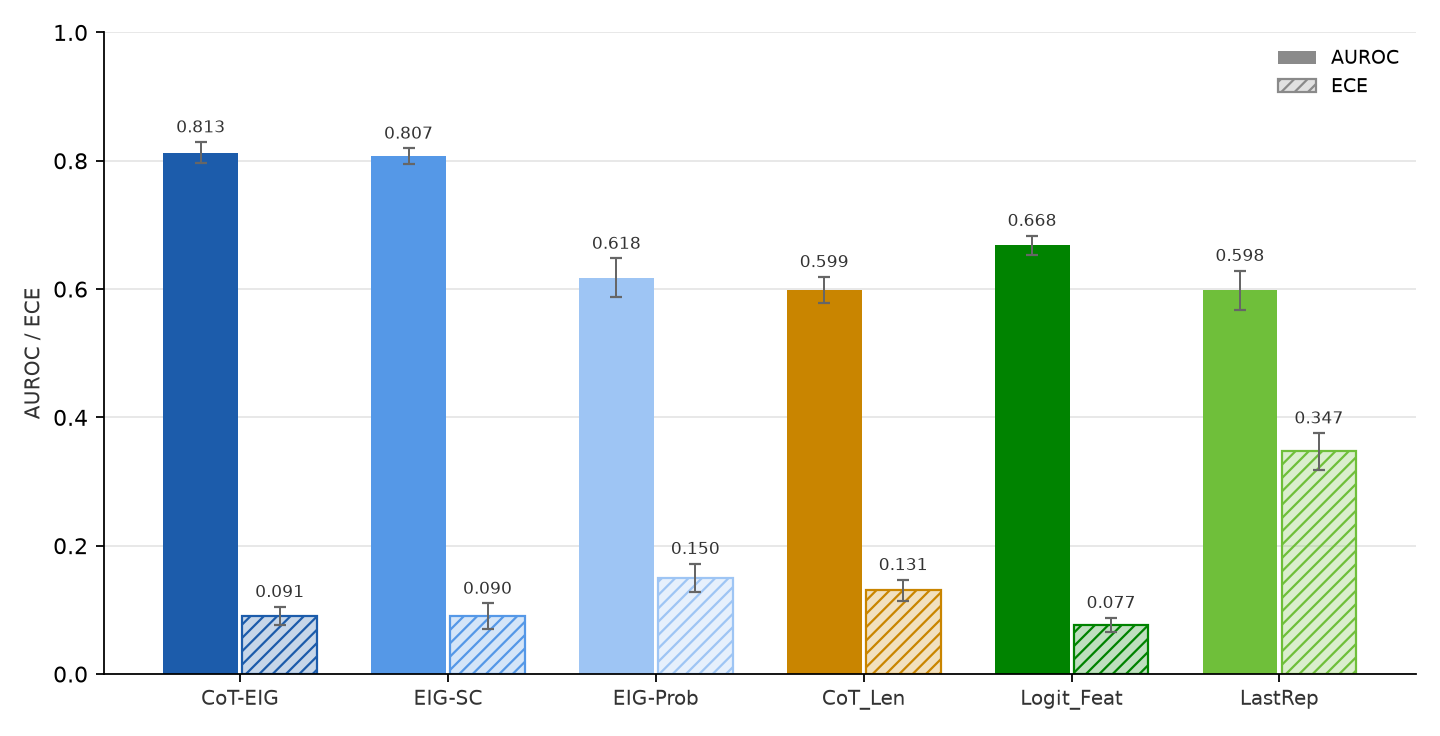 1.0
0.8
0.6
0.4
0.2
0.0
AUROC / ECE
AUROC
ECE
0.813
0.091
0.807
0.090
0.618
0.150
0.599
0.131
0.668
0.077
0.598
0.347
CoT-EIG
EIG-SC
EIG-Prob
CoT_Len
Logit_Feat
LastRep